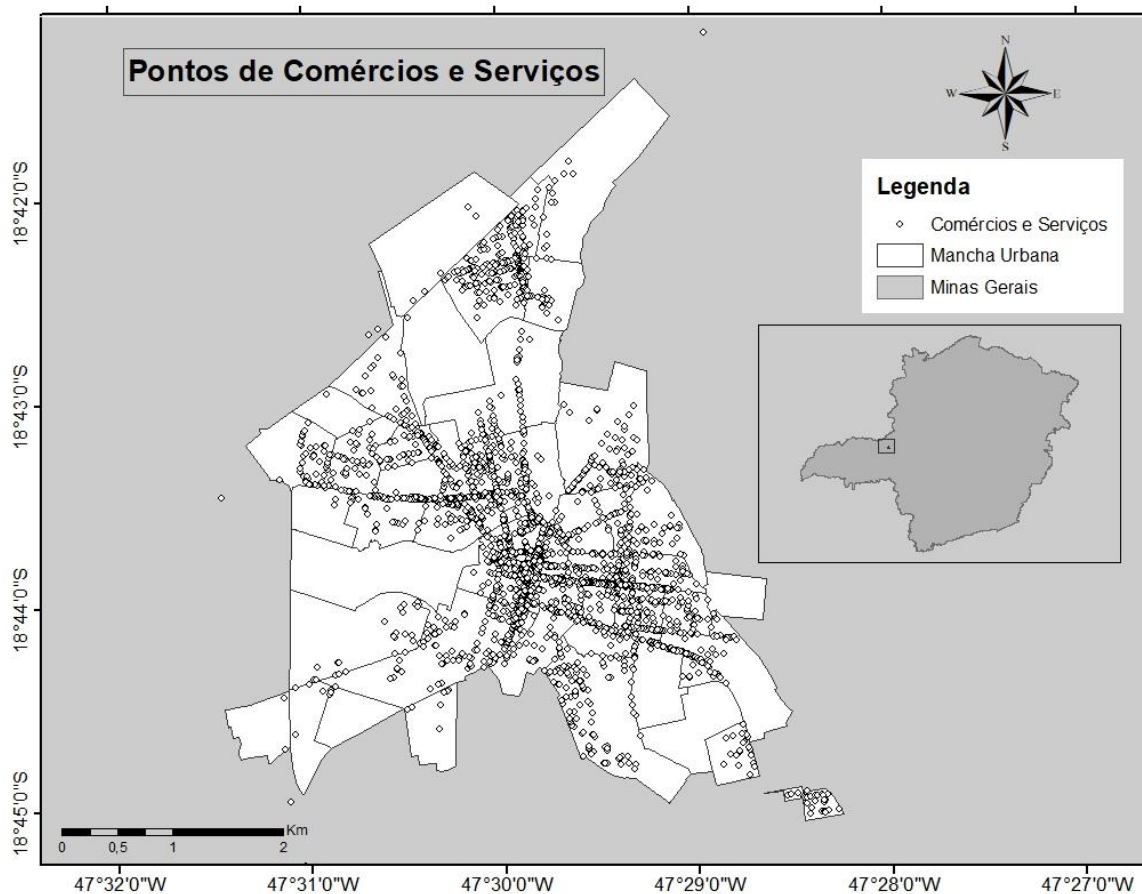 Pontos de Comércios e Serviços
N
W
E
S
Legenda
Comércios e Serviços
Mancha Urbana
Minas Gerais
18°42'0"S
18°43'0"S
18°44'0"S
18°45'0"S
Km
0 0,5 1 2
47°32'0"W 47°31'0"W 47°30'0"W 47°29'0"W 47°28'0"W 47°27'0"W